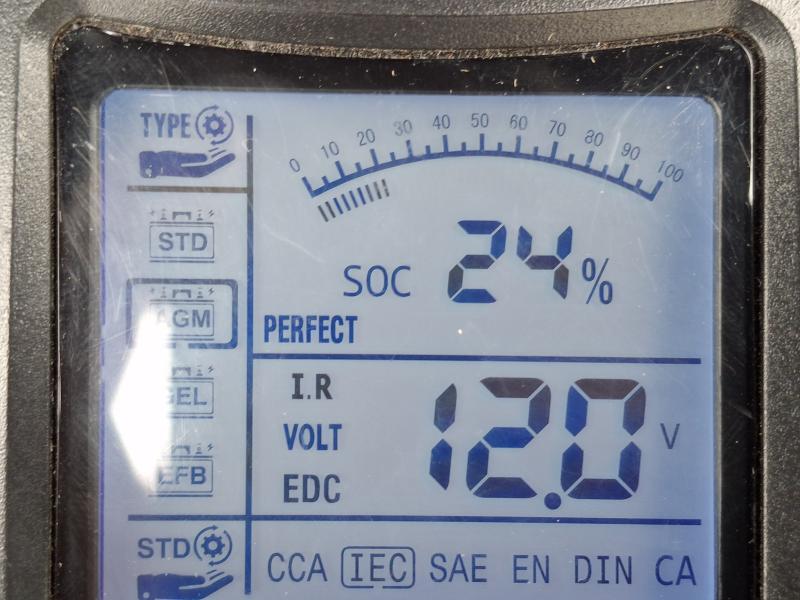 TYPE
0 10 20 30 40 50 60 70 80 90 100
STD
SOC 24%
AGM
PERFECT
GEL
I.R
VOLT 12.0 V
EFB
EDC
STD
CCA IEC SAE EN DIN CA